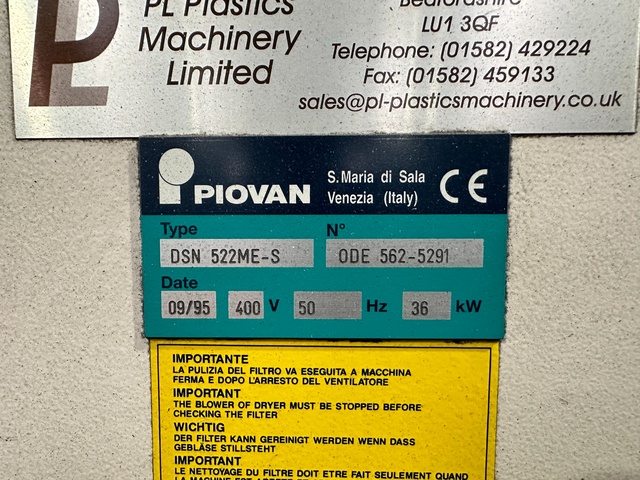 PL Plastics
Machinery
Limited
Bedfordshire
LU1 3QF
Telephone: (01582) 429224
Fax: (01582) 459133
sales@pl-plasticsmachinery.co.uk
PIOVAN
S. Maria di Sala
Venezia (Italy)
CE
Type
N°
DSN 522ME-S
ODE 562-5291
Date
09/95 400 V 50 Hz 36 kW
IMPORTANTE
LA PULIZIA DEL FILTRO VA ESEGUITA A MACCHINA
FERMA E DOPO L'ARRESTO DEL VENTILATORE
IMPORTANT
THE BLOWER OF DRYER MUST BE STOPPED BEFORE
CHECKING THE FILTER
WICHTIG
DER FILTER KANN GEREINIGT WERDEN WENN DASS
GEBLÄSE STILLSTEHT
IMPORTANT
LE NETTOYAGE DU FILTRE DOIT ETRE FAIT SEULEMENT QUAND